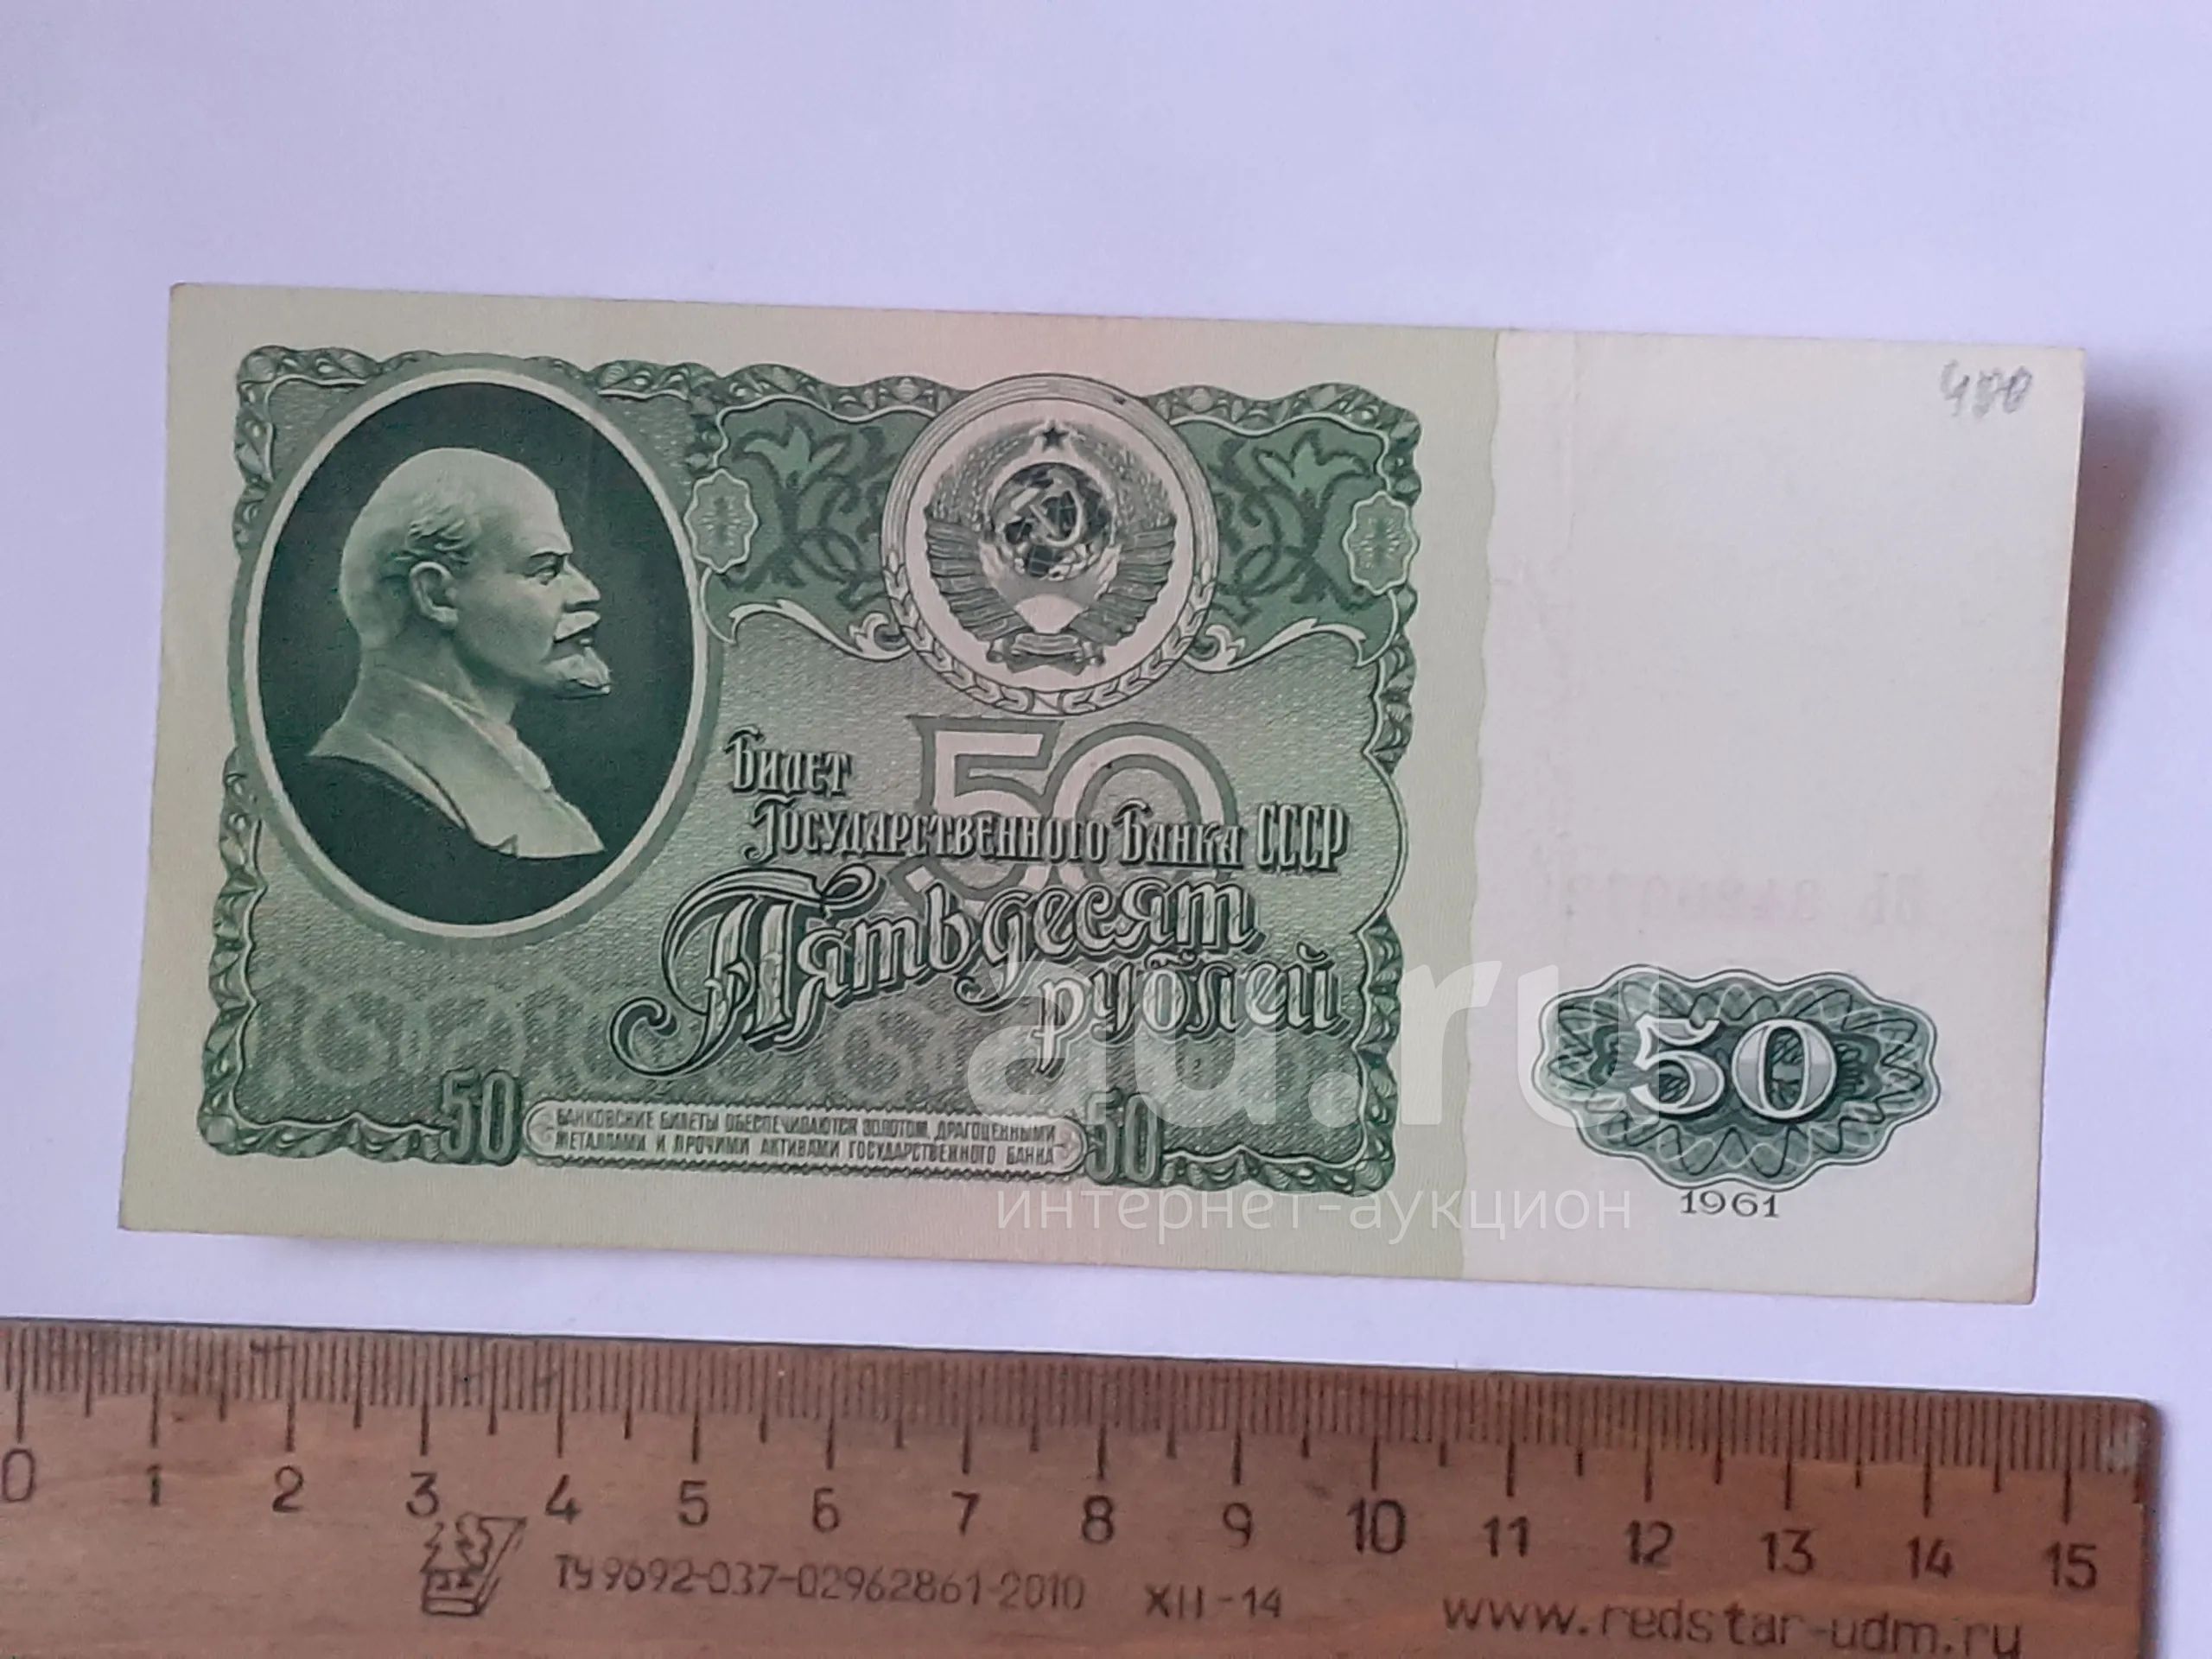 400
50
Билет
Государственного Банка СССР
Пятьдесят
рублей
50 БАНКОВСКИЕ БИЛЕТЫ ОБЕСПЕЧИВАЮТСЯ ЗОЛОТОМ, ДРАГОЦЕННЫМИ 50
МЕТАЛЛАМИ И ПРОЧИМИ АКТИВАМИ ГОСУДАРСТВЕННОГО БАНКА
50
1961
au.ru
интернет-аукцион
0 1 2 3 4 5 6 7 8 9 10 11 12 13 14 15
ТУ 9692-037-02962861-2010 XII-14
www.redstar-udm.ru